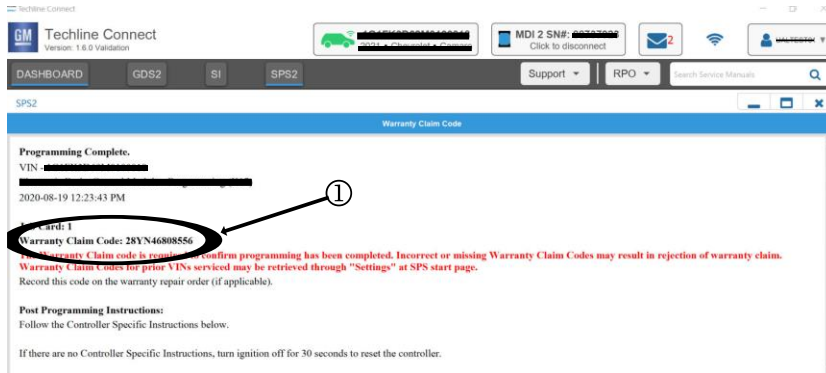 Techline Connect
GM Techline Connect
Version: 1.6.0 Validation
2021 • Chevrolet • Camaro
MDI 2 SN#:
Click to disconnect
2
DASHBOARD GDS2 SI SPS2 Support RPO Search Service Manuals
SPS2
Warranty Claim Code
Programming Complete.
VIN -
2020-08-19 12:23:43 PM
1
Card: 1
Warranty Claim Code: 28YN46808556
The Warranty Claim code is required to confirm programming has been completed. Incorrect or missing Warranty Claim Codes may result in rejection of warranty claim.
Warranty Claim Codes for prior VINs serviced may be retrieved through "Settings" at SPS start page.
Record this code on the warranty repair order (if applicable).
Post Programming Instructions:
Follow the Controller Specific Instructions below.
If there are no Controller Specific Instructions, turn ignition off for 30 seconds to reset the controller.